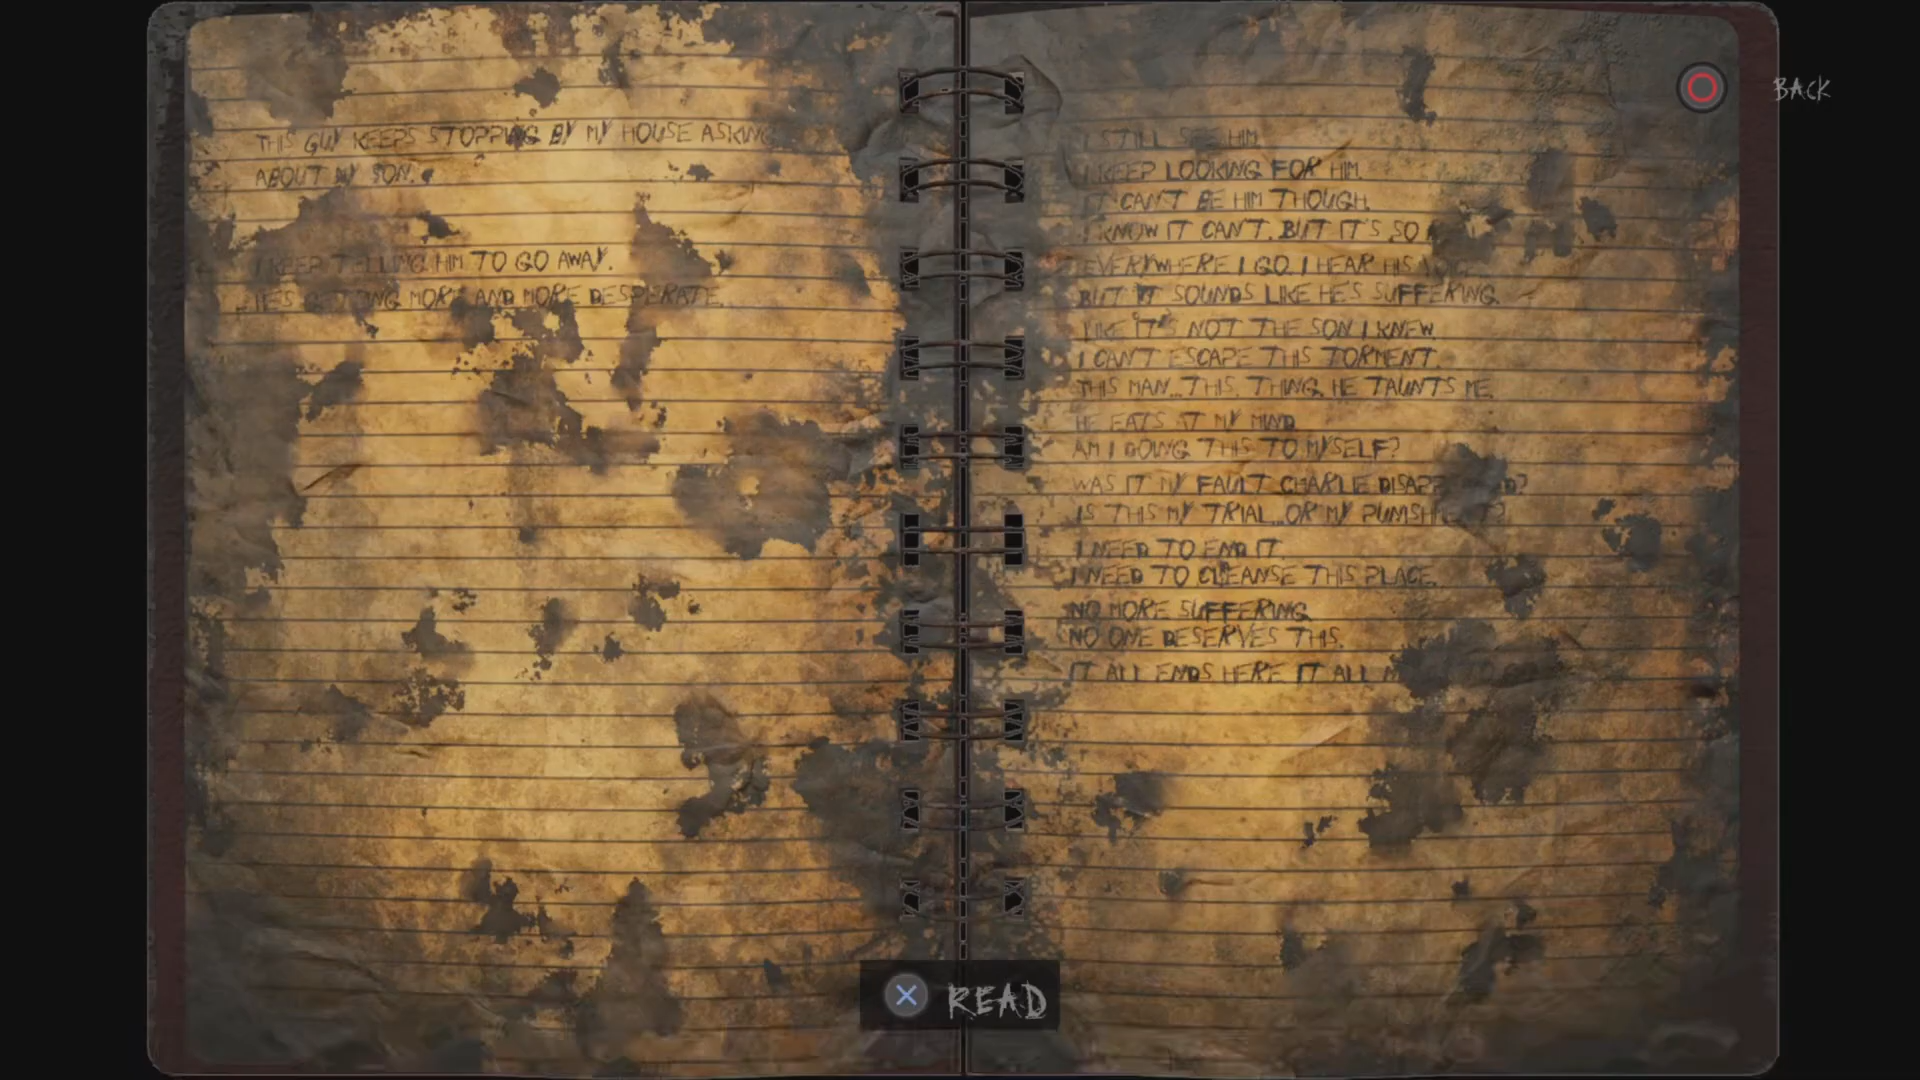 THIS GUY KEEPS STOPPING BY MY HOUSE ASKING
ABOUT MY SON.
I KEEP TELLING HIM TO GO AWAY.
HE'S GETTING MORE AND MORE DESPERATE.
I STILL SEE HIM
I KEEP LOOKING FOR HIM.
IT CAN'T BE HIM THOUGH.
I KNOW IT CAN'T. BUT IT'S SO
EVERYWHERE I GO. I HEAR HIS VOICE.
BUT IT SOUNDS LIKE HE'S SUFFERING.
LIKE IT'S NOT THE SON I KNEW.
I CAN'T ESCAPE THIS TORMENT.
THIS MAN...THIS. THING. HE TAUNTS ME.
HE EATS AT MY MIND.
AM I DOING THIS TO MYSELF?
WAS IT MY FAULT CHARLIE
IS THIS MY TRIAL...OR MY
I NEED TO END IT.
I NEED TO CLEANSE THIS PLACE.
NO MORE SUFFERING.
NO ONE DESERVES THIS.
IT ALL ENDS HERE IT ALL
BACK
READ